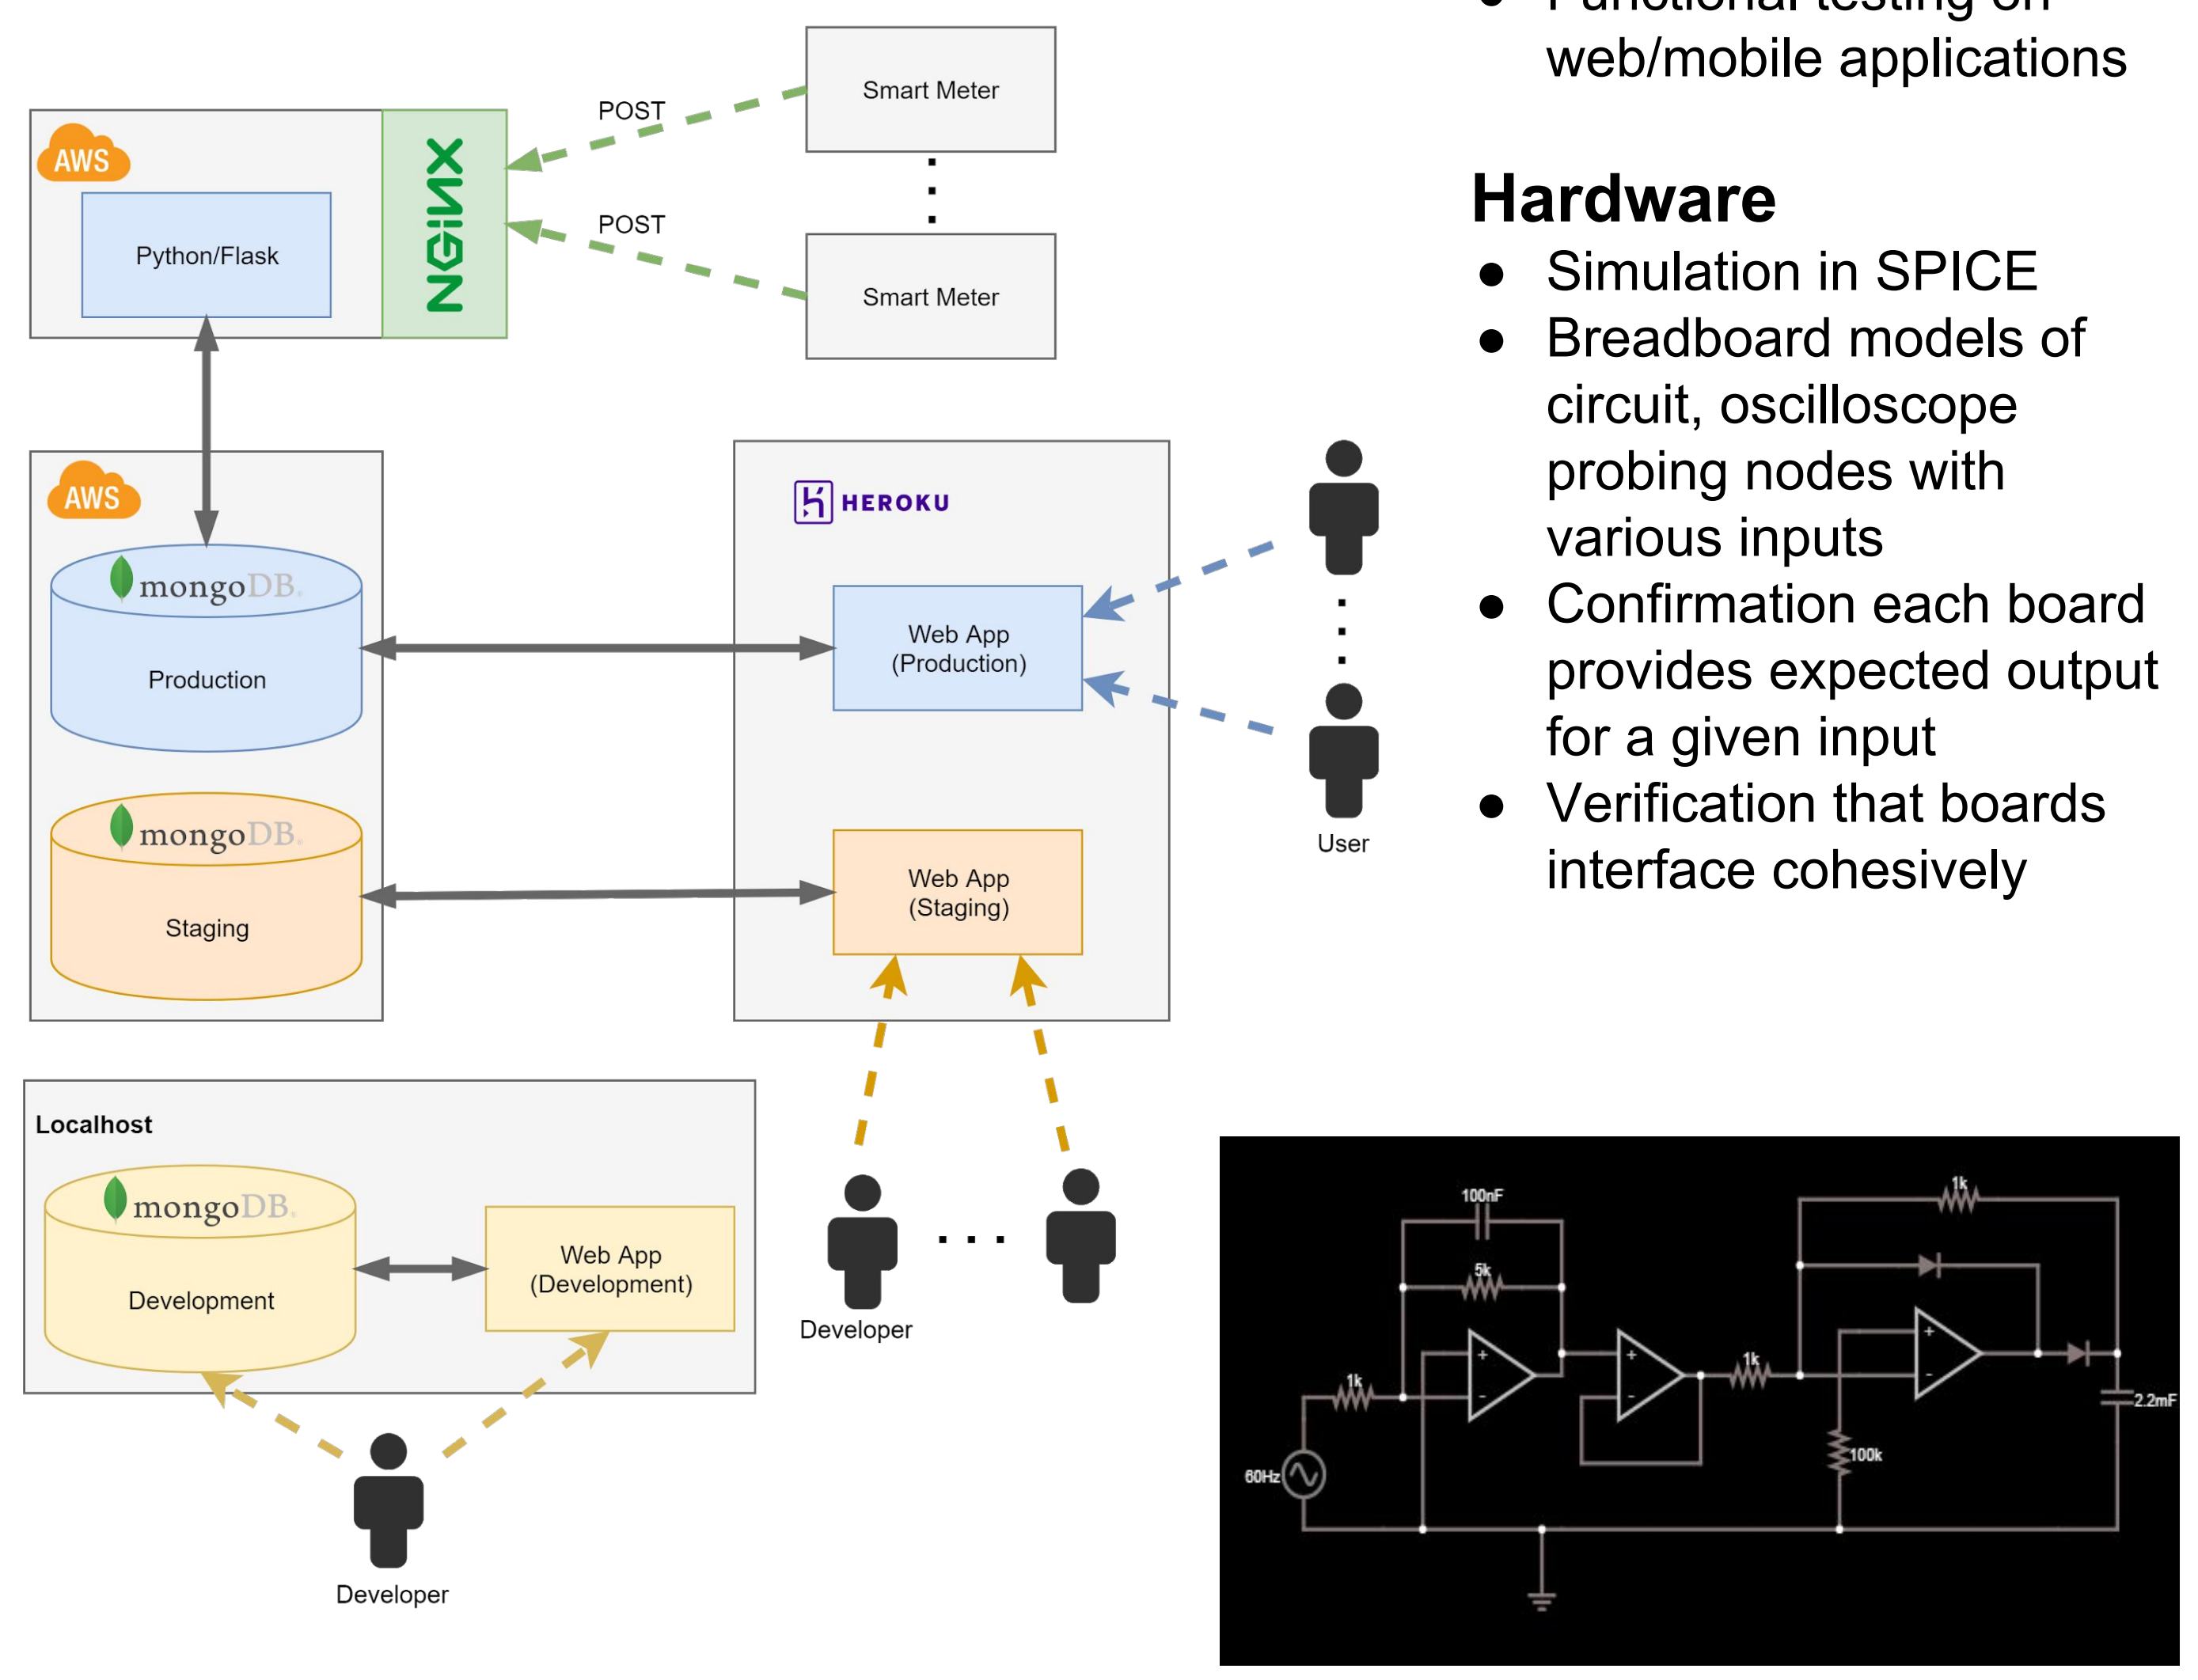 Functional testing on
web/mobile applications
Hardware
Simulation in SPICE
Breadboard models of
circuit, oscilloscope
probing nodes with
various inputs
Confirmation each board
provides expected output
for a given input
Verification that boards
interface cohesively
AWS
Python/Flask
NGINX
POST
POST
Smart Meter
Smart Meter
AWS
mongoDB.
Production
mongoDB.
Staging
HEROKU
Web App
(Production)
Web App
(Staging)
User
Localhost
mongoDB.
Development
Web App
(Development)
Developer
Developer
100nF
5k
1k
60Hz
1k
1k
100k
2.2mF